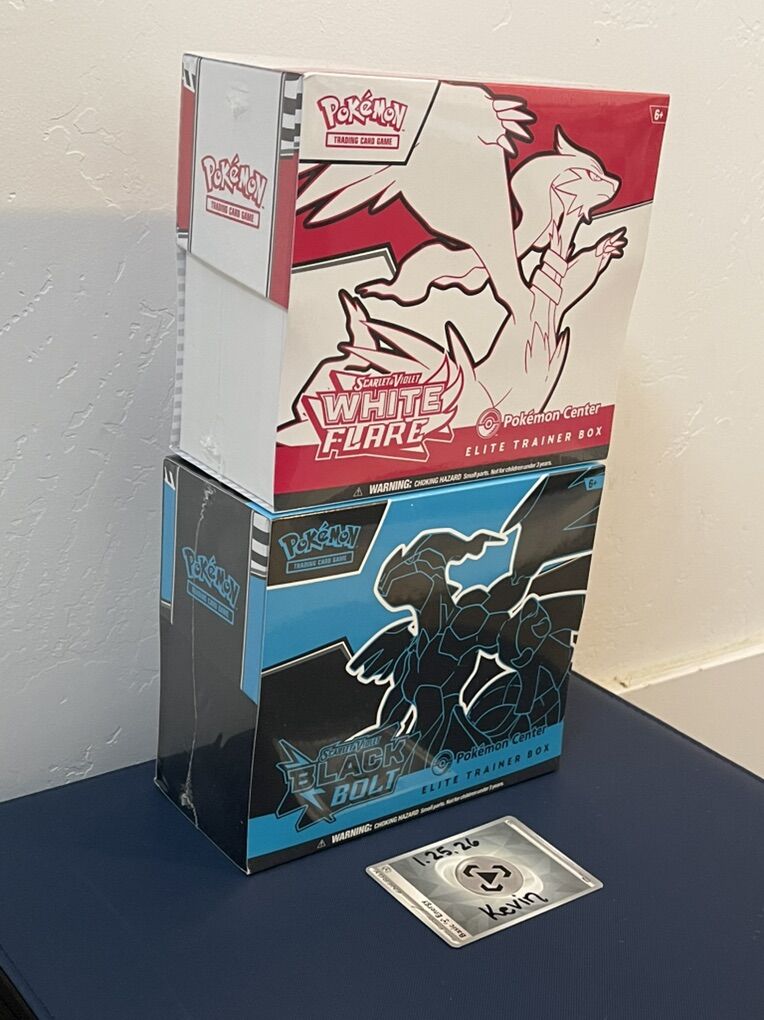 POKéMON
TRADING CARD GAME
POKéMON
TRADING CARD GAME
6+
SCARLET & VIOLET
WHITE
FLARE
Pokémon Center
ELITE TRAINER BOX
WARNING: CHOKING HAZARD Small parts. Not for children under 3 years.
POKéMON
TRADING CARD GAME
POKéMON
TRADING CARD GAME
6+
SCARLET & VIOLET
BLACK
BOLT
Pokémon Center
ELITE TRAINER BOX
WARNING: CHOKING HAZARD Small parts. Not for children under 3 years.
1.25.26
Kevin
Basic Energy